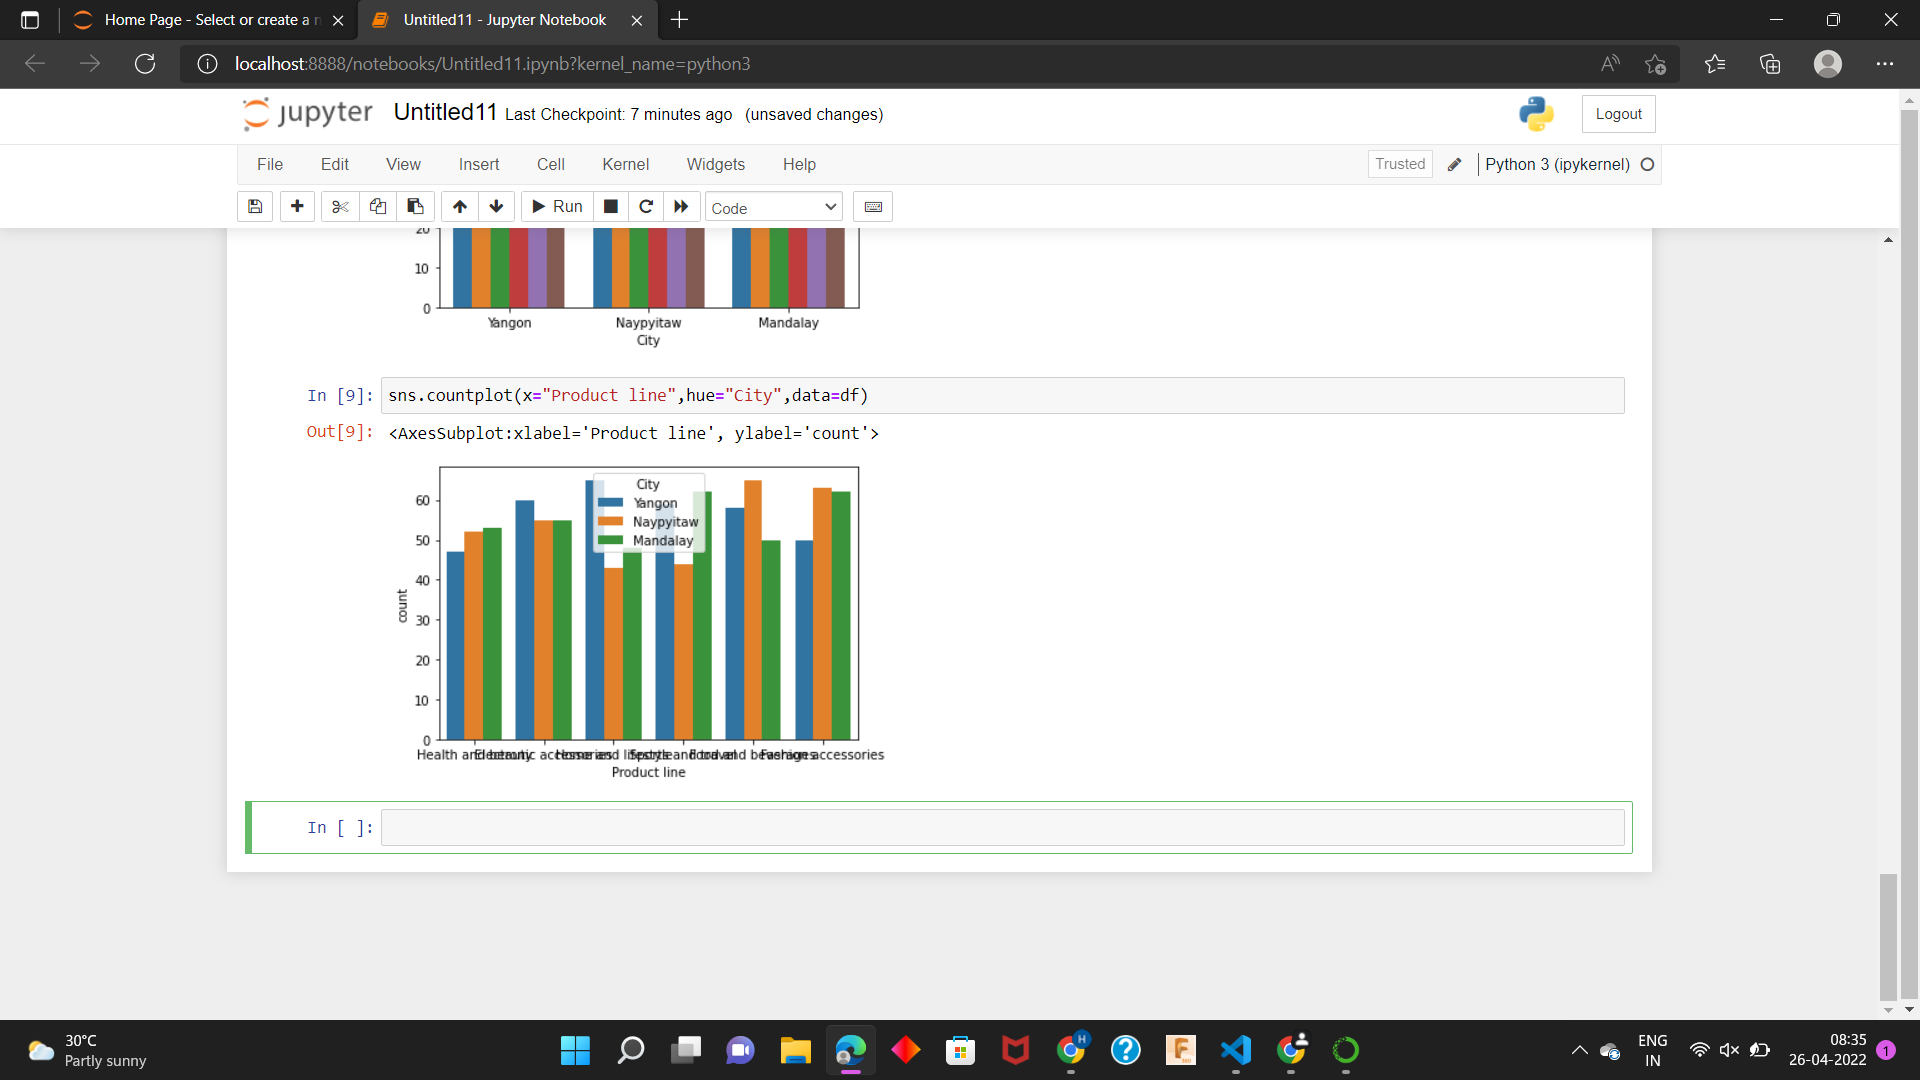 Home Page - Select or create a n
Untitled11 - Jupyter Notebook
localhost:8888/notebooks/Untitled11.ipynb?kernel_name=python3
jupyter Untitled11 Last Checkpoint: 7 minutes ago (unsaved changes)
Logout
File Edit View Insert Cell Kernel Widgets Help
Trusted Python 3 (ipykernel)
Run Code
20
10
0
Yangon Naypyitaw Mandalay
City
In [9]: sns.countplot(x="Product line",hue="City",data=df)
Out[9]: <AxesSubplot:xlabel='Product line', ylabel='count'>
City
Yangon
Naypyitaw
Mandalay
60
50
40
30
20
10
0
count
Health and beauty Electronic accessories Home and lifestyle Sports and travel Food and beverages Fashion accessories
Product line
In [ ]:
30°C
Partly sunny
H
ENG
IN
08:35
26-04-2022
1